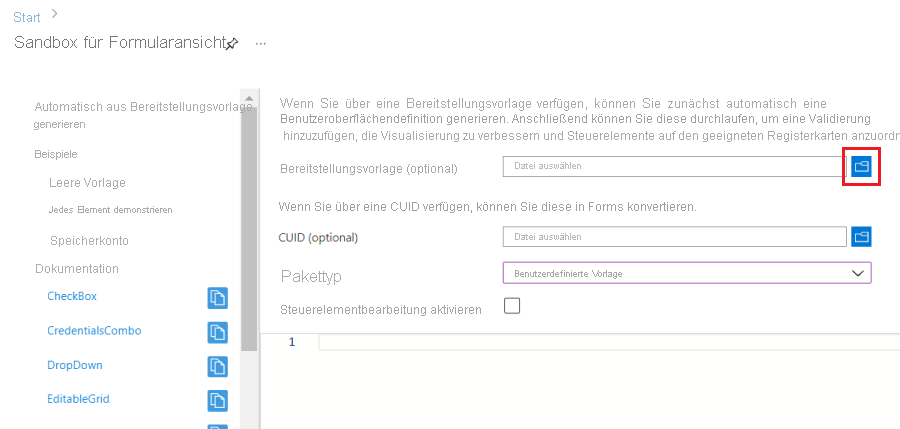 Start
Sandbox für Formularansicht
Automatisch aus Bereitstellungsvorlage
generieren
Beispiele
Leere Vorlage
Jedes Element demonstrieren
Speicherkonto
Dokumentation
CheckBox
CredentialsCombo
DropDown
EditableGrid
Wenn Sie über eine Bereitstellungsvorlage verfügen, können Sie zunächst automatisch eine
Benutzeroberflächendefinition generieren. Anschließend können Sie diese durchlaufen, um eine Validierung
hinzuzufügen, die Visualisierung zu verbessern und Steuerelemente auf den geeigneten Registerkarten anzuordn
Bereitstellungsvorlage (optional)
Datei auswählen
Wenn Sie über eine CUID verfügen, können Sie diese in Forms konvertieren.
CUID (optional)
Datei auswählen
Pakettyp
Benutzerdefinierte Vorlage
Steuerelementbearbeitung aktivieren
1